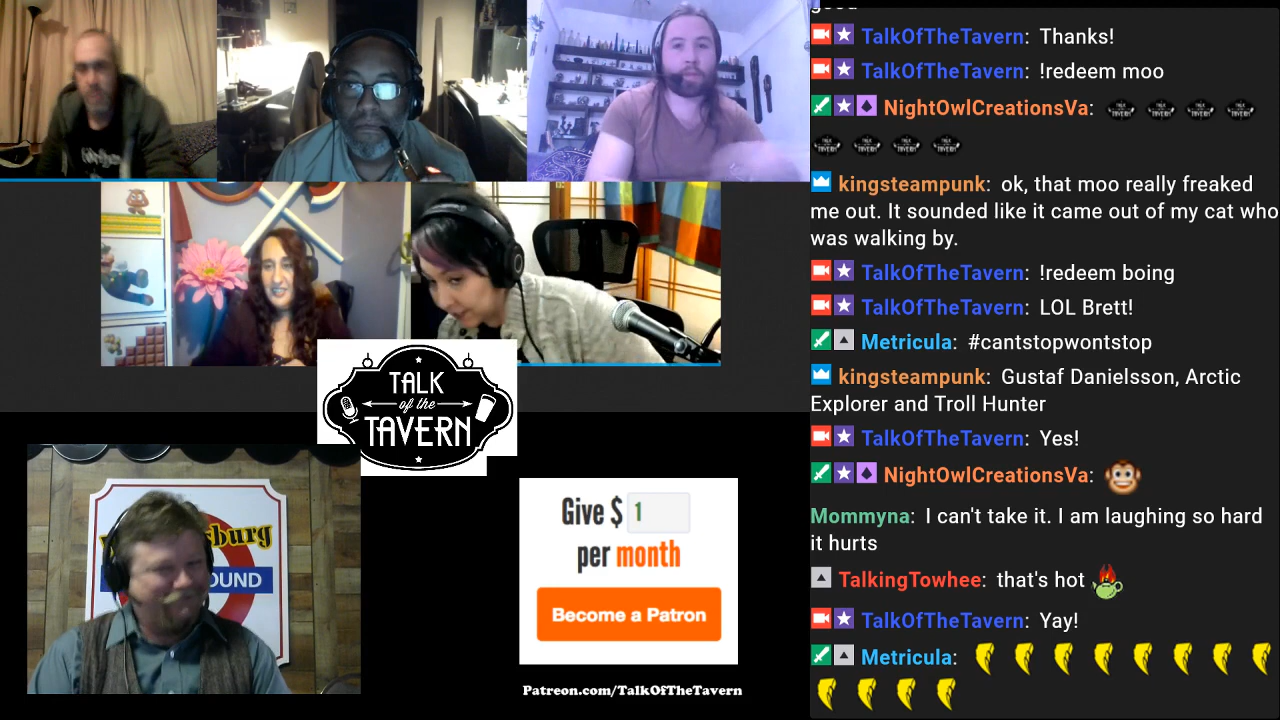 good
TalkOfTheTavern: Thanks!
TalkOfTheTavern: !redeem moo
NightOwlCreationsVa:
kingsteampunk: ok, that moo really freaked
me out. It sounded like it came out of my cat who
was walking by.
TalkOfTheTavern: !redeem boing
TalkOfTheTavern: LOL Brett!
Metricula: #cantstopwontstop
kingsteampunk: Gustaf Danielsson, Arctic
Explorer and Troll Hunter
TalkOfTheTavern: Yes!
NightOwlCreationsVa:
Mommyna: I can't take it. I am laughing so hard
it hurts
TalkingTowhee: that's hot
TalkOfTheTavern: Yay!
Metricula:
TALK
of the
TAVERN
sburg
OUND
Give $ 1
per month
Become a Patron
Patreon.com/TalkOfTheTavern